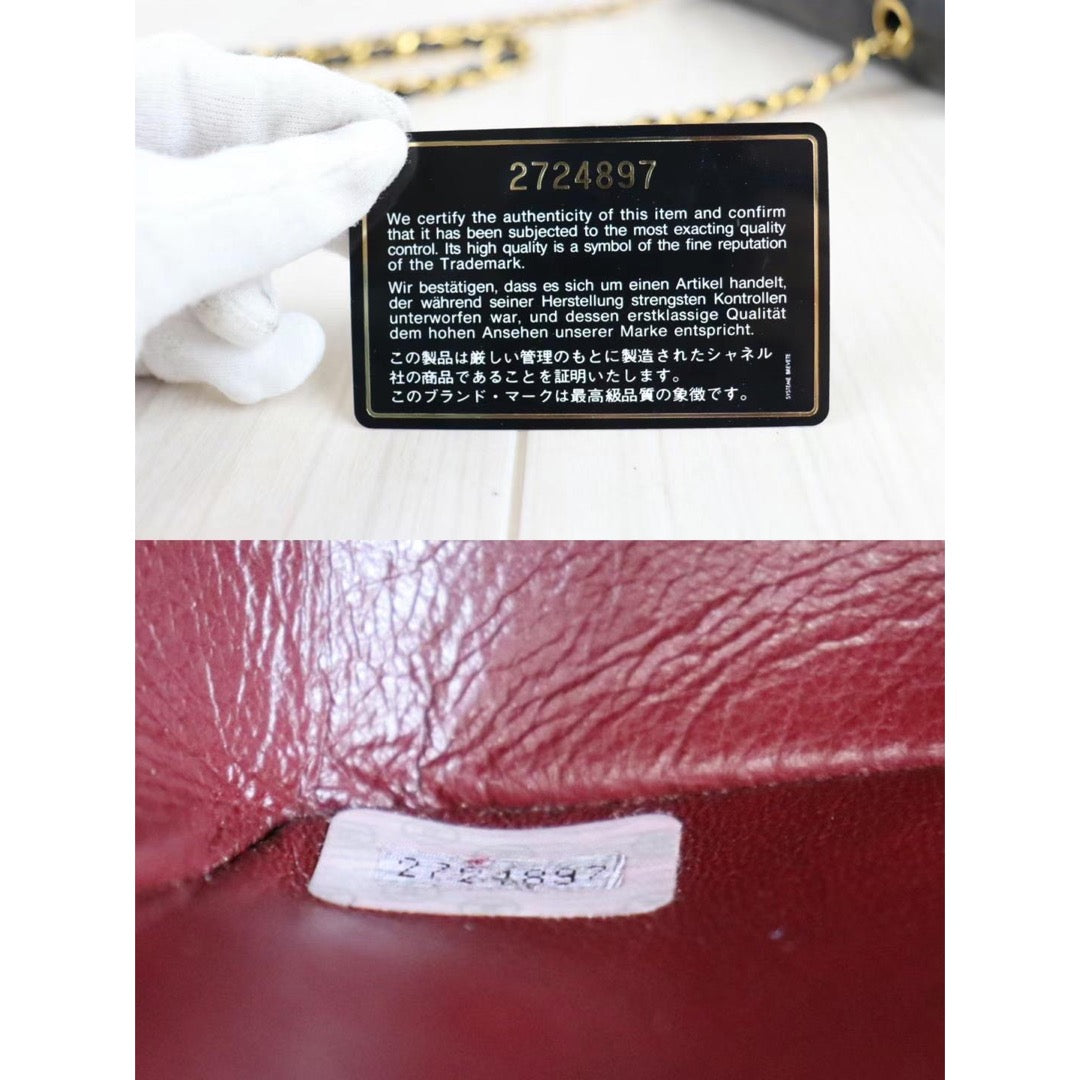 2724897
We certify the authenticity of this item and confirm
that it has been subjected to the most exacting quality
control. Its high quality is a symbol of the fine reputation
of the Trademark.
Wir bestätigen, dass es sich um einen Artikel handelt,
der während seiner Herstellung strengsten Kontrollen
unterworfen war, und dessen erstklassige Qualität
dem hohen Ansehen unserer Marke entspricht.
この製品は厳しい管理のもとに製造されたシャネル
社の商品であることを証明いたします。
このブランド・マークは最高級品質の象徴です。
SYSTEME BREVETE
2724897